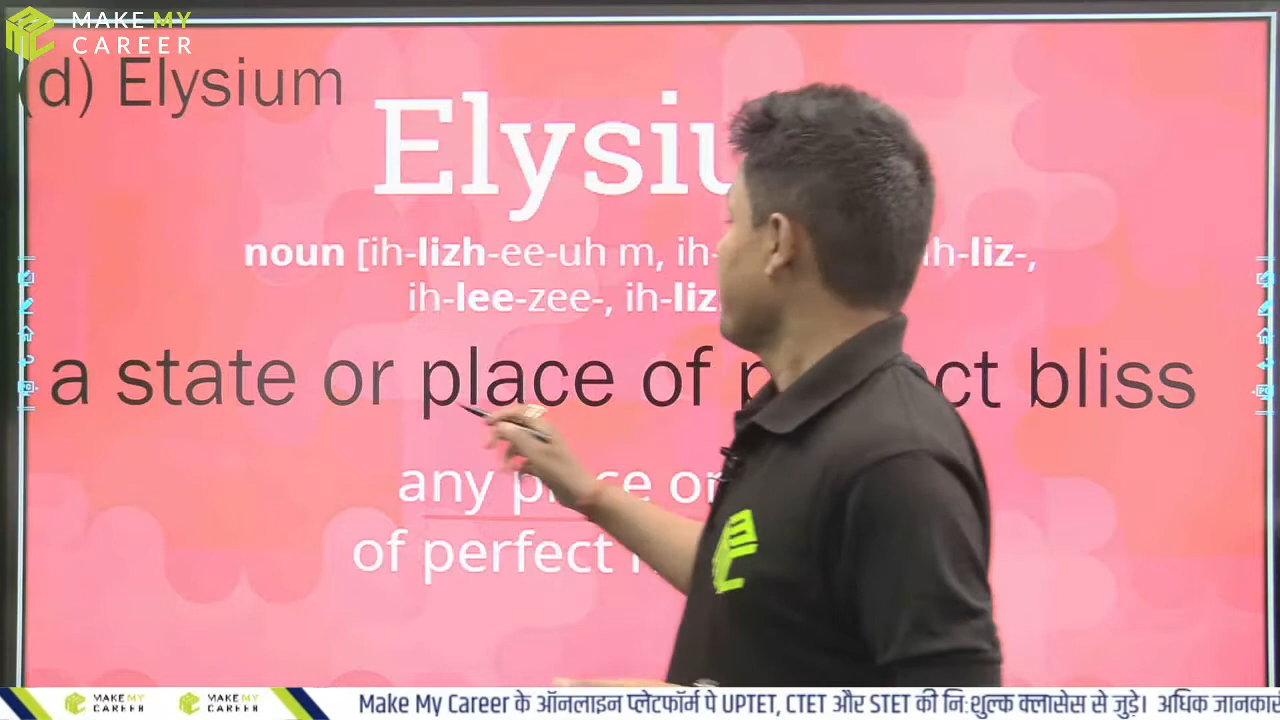 MAKE MY
CAREER
(d) Elysium
Elysiu
noun [ih-lizh-ee-uh m, ih- ih-liz-,
ih-lee-zee-, ih-liz
a state or place of p ct bliss
any place or
of perfect
MAKE MY
CAREER
MAKE MY
CAREER
Make My Career के ऑनलाइन प्लेटफॉर्म पे UPTET, CTET और STET की नि:शुल्क क्लासेस से जुड़े। अधिक जानकार